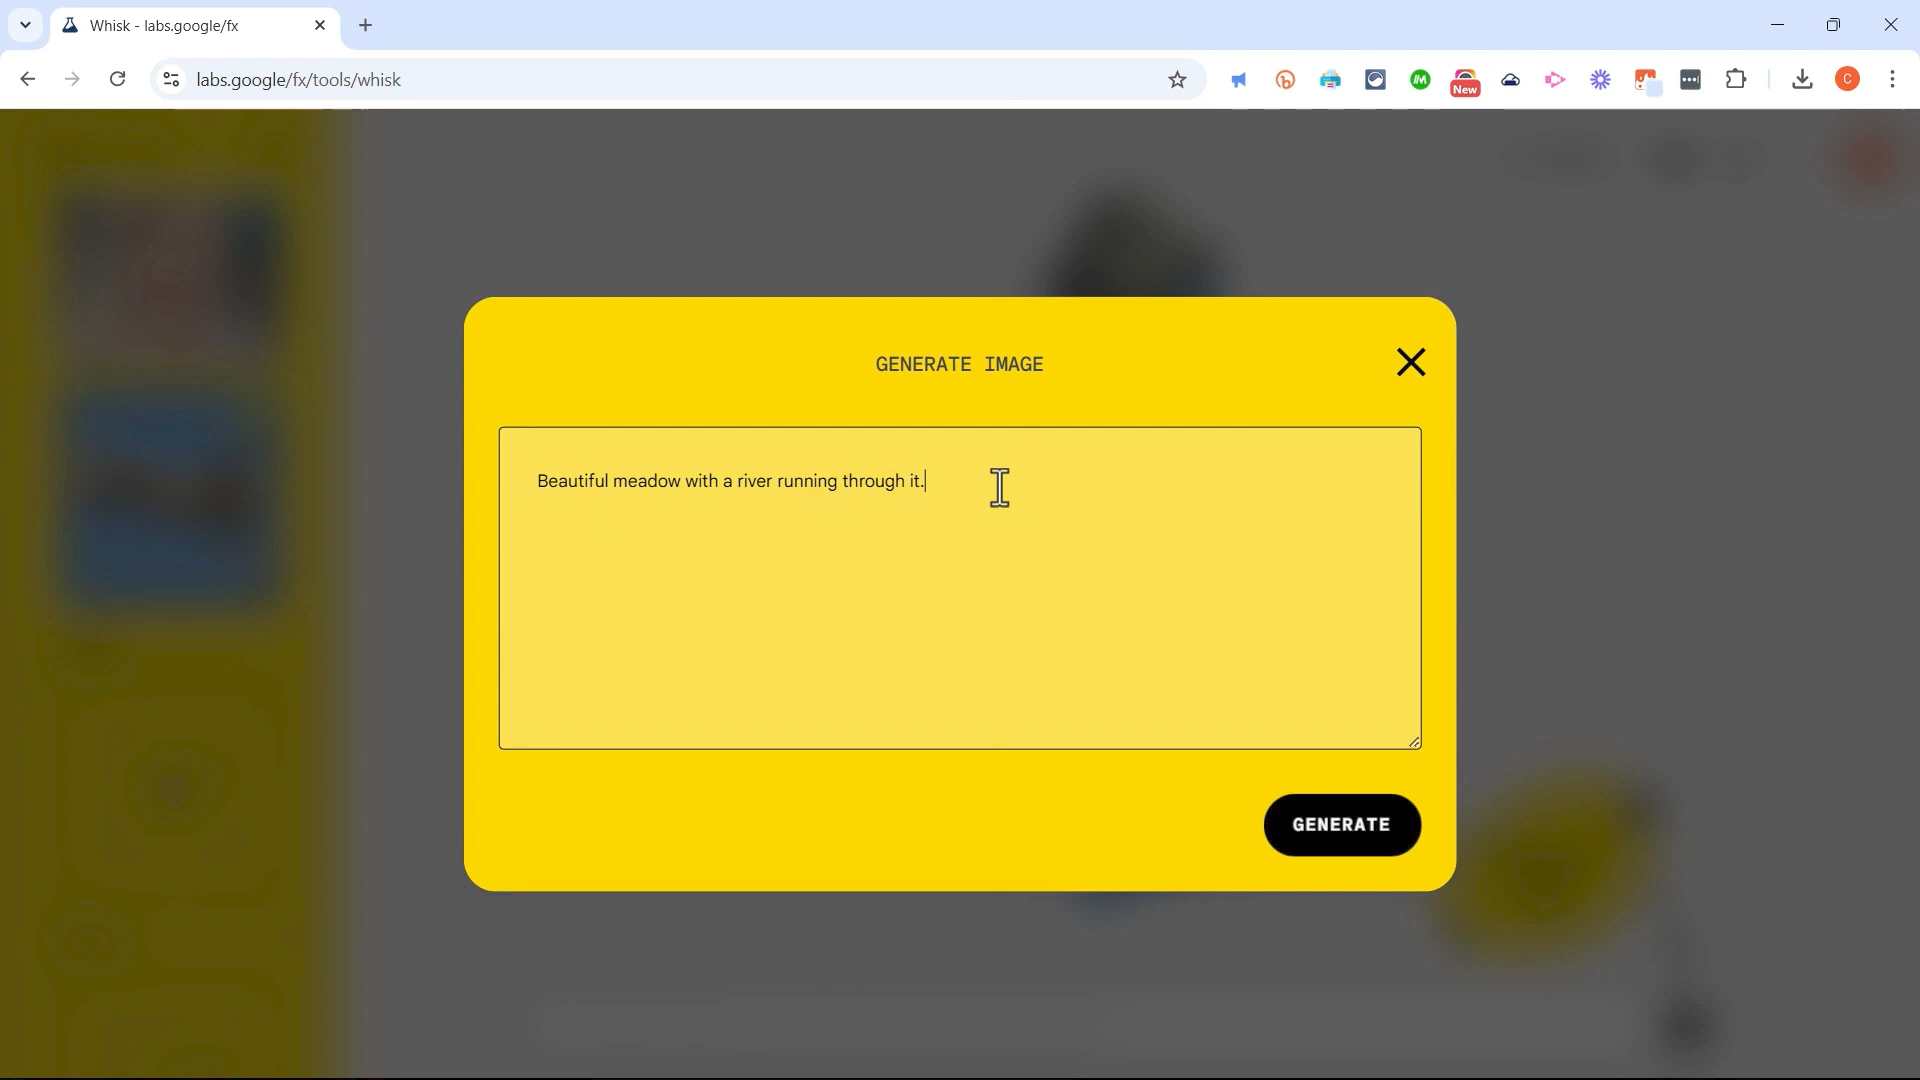 Whisk - labs.google/fx
labs.google/fx/tools/whisk
New
C
GENERATE IMAGE
Beautiful meadow with a river running through it.
GENERATE